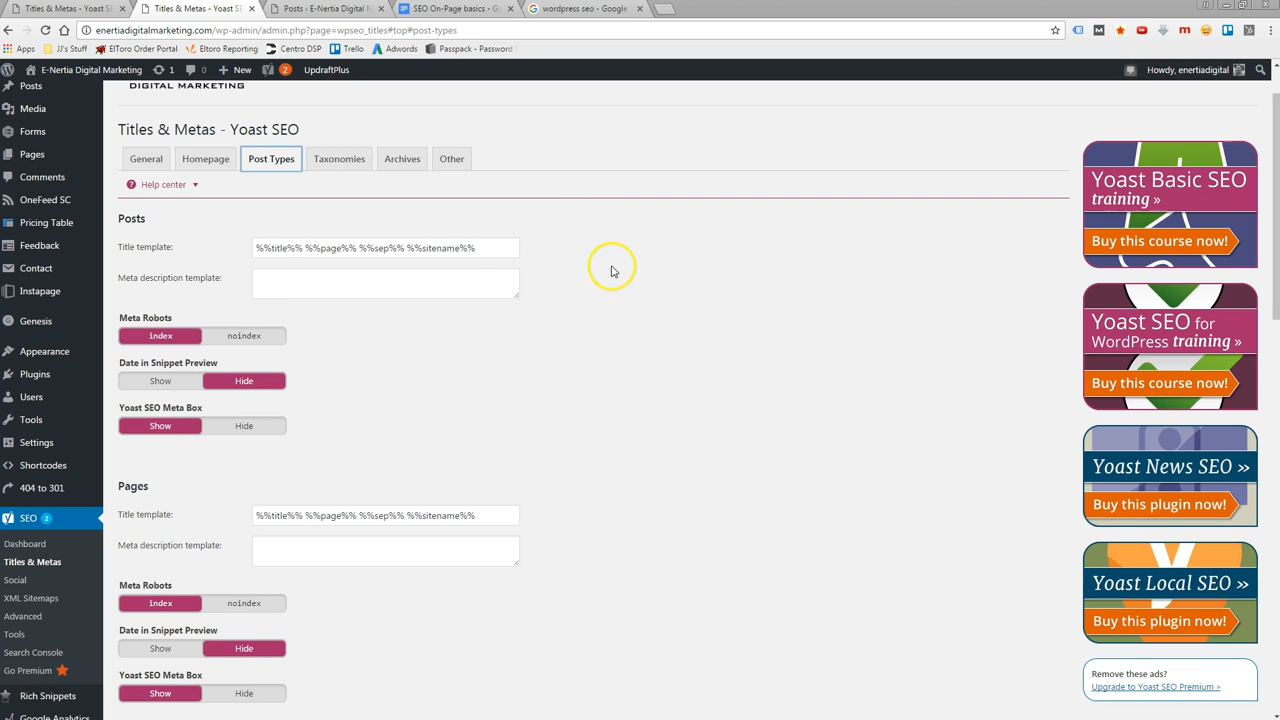 Titles & Metas - Yoast SE
Titles & Metas - Yoast SE
Posts - E-Nertia Digital M
SEO On-Page basics - Go
wordpress seo - Google
enertiadigitalmarketing.com/wp-admin/admin.php?page=wpseo_titles#top#post-types
Apps
JJ's Stuff
ElToro Order Portal
Eltoro Reporting
Centro DSP
Trello
Adwords
Passpack - Password
E-Nertia Digital Marketing
1
0
New
2
UpdraftPlus
Howdy, enertiadigital
Posts
Media
Forms
Pages
Comments
OneFeed SC
Pricing Table
Feedback
Contact
Instapage
Genesis
Appearance
Plugins
Users
Tools
Settings
Shortcodes
404 to 301
SEO 2
Dashboard
Titles & Metas
Social
XML Sitemaps
Advanced
Tools
Search Console
Go Premium
Rich Snippets
Google Analytics
DIGITAL MARKETING
Titles & Metas - Yoast SEO
General
Homepage
Post Types
Taxonomies
Archives
Other
Help center
Posts
Title template:
%%title%% %%page%% %%sep%% %%sitename%%
Meta description template:
Meta Robots
index
noindex
Date in Snippet Preview
Show
Hide
Yoast SEO Meta Box
Show
Hide
Pages
Title template:
%%title%% %%page%% %%sep%% %%sitename%%
Meta description template:
Meta Robots
index
noindex
Date in Snippet Preview
Show
Hide
Yoast SEO Meta Box
Show
Hide
Yoast Basic SEO
training »
Buy this course now!
Yoast SEO for
WordPress training »
Buy this course now!
Yoast News SEO »
Buy this plugin now!
Yoast Local SEO »
Buy this plugin now!
Remove these ads?
Upgrade to Yoast SEO Premium »